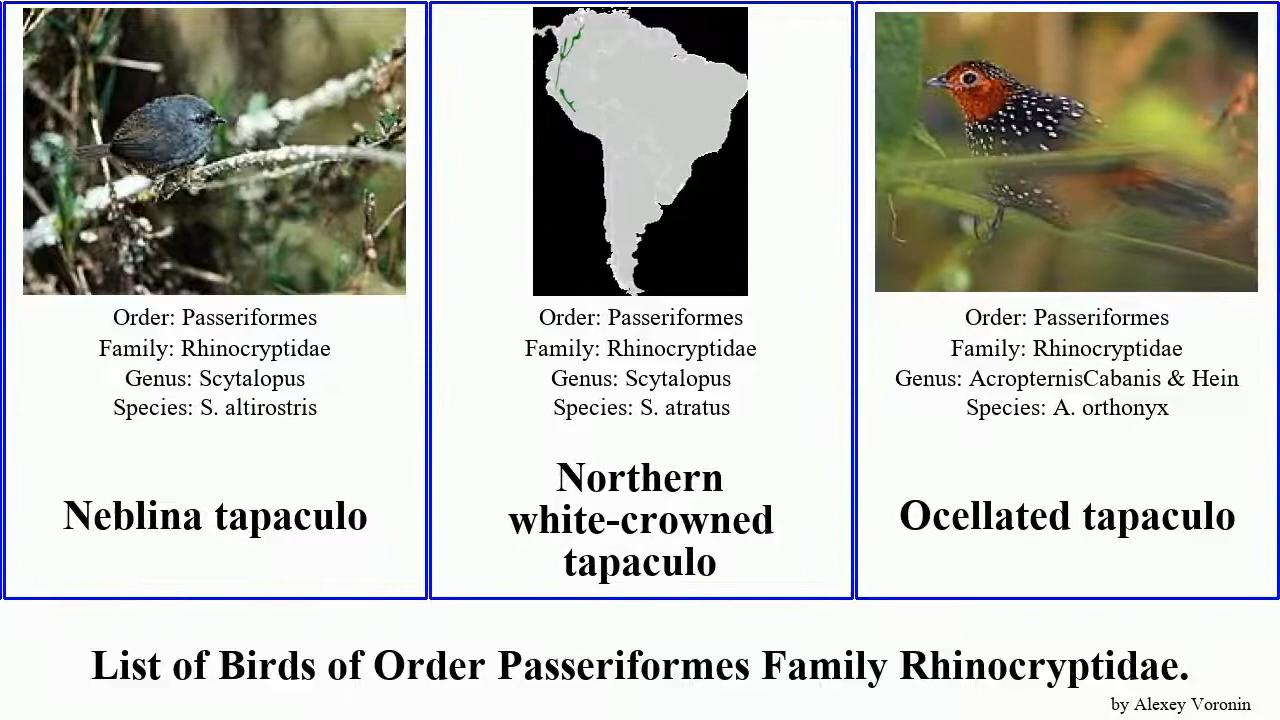 Order: Passeriformes
Family: Rhinocryptidae
Genus: Scytalopus
Species: S. altirostris
Neblina tapaculo
Order: Passeriformes
Family: Rhinocryptidae
Genus: Scytalopus
Species: S. atratus
Northern
white-crowned
tapaculo
Order: Passeriformes
Family: Rhinocryptidae
Genus: AcropternisCabanis & Hein
Species: A. orthonyx
Ocellated tapaculo
List of Birds of Order Passeriformes Family Rhinocryptidae.
by Alexey Voronin